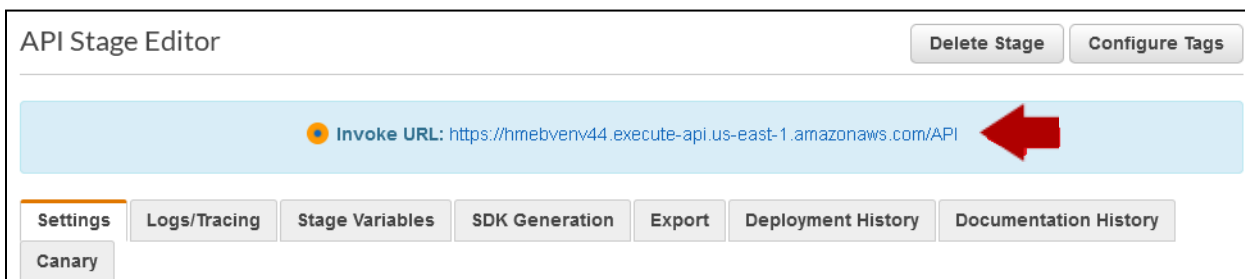 API Stage Editor
Delete Stage
Configure Tags
Invoke URL: https://hmebvenv44.execute-api.us-east-1.amazonaws.com/API
Settings
Logs/Tracing
Stage Variables
SDK Generation
Export
Deployment History
Documentation History
Canary